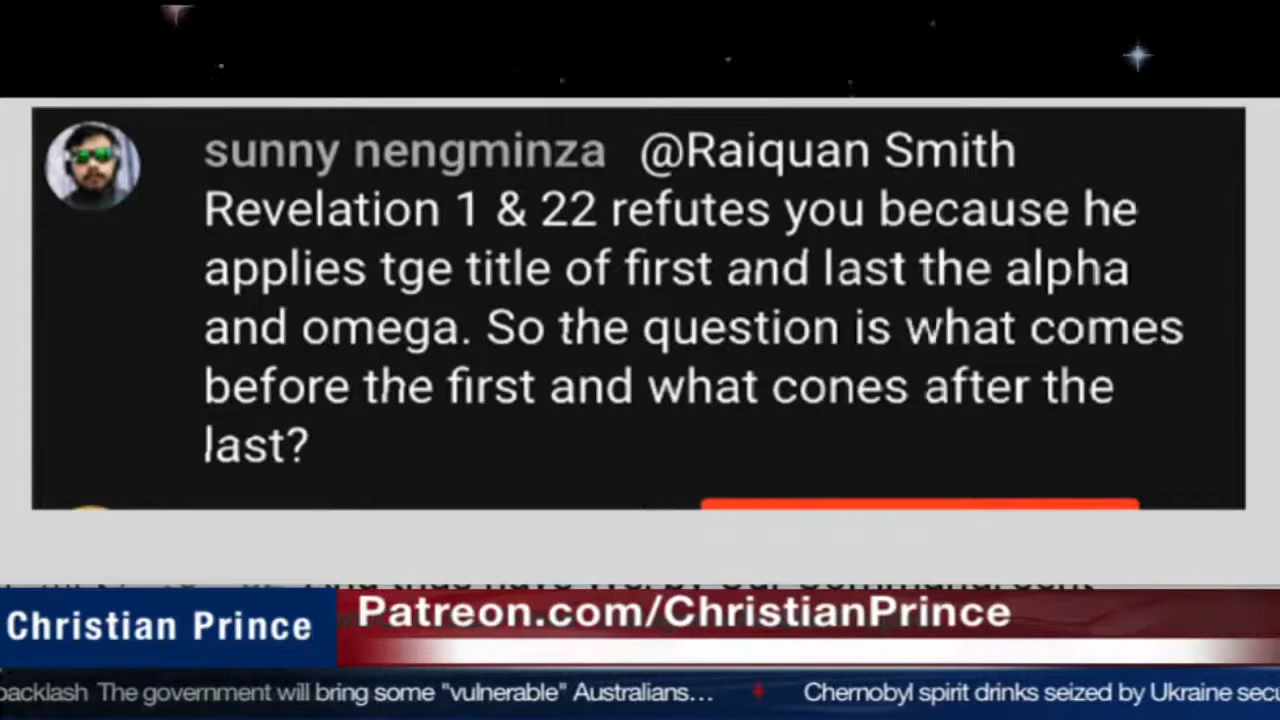 sunny nengminza @Raiquan Smith
Revelation 1 & 22 refutes you because he
applies tge title of first and last the alpha
and omega. So the question is what comes
before the first and what cones after the
last?
Christian Prince
Patreon.com/ChristianPrince
backlash The government will bring some "vulnerable" Australians... Chernobyl spirit drinks seized by Ukraine secu